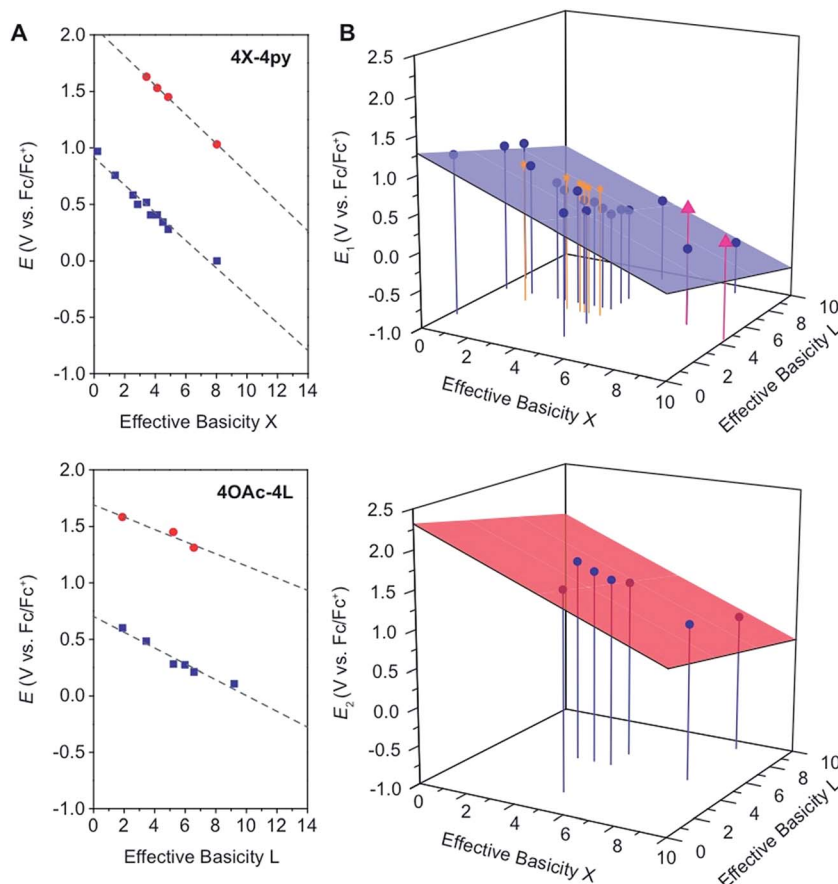 A
2.0
1.5
1.0
0.5
0.0
-0.5
-1.0
4X-4py
E (V vs. Fc/Fc⁺)
0 2 4 6 8 10 12 14
Effective Basicity X
B
2.5
2.0
1.5
1.0
0.5
0.0
-0.5
-1.0
E₁ (V vs. Fc/Fc⁺)
0 2 4 6 8 10
Effective Basicity X
0 2 4 6 8 10
Effective Basicity L
2.0
1.5
1.0
0.5
0.0
-0.5
-1.0
4OAc-4L
E (V vs. Fc/Fc⁺)
0 2 4 6 8 10 12 14
Effective Basicity L
2.5
2.0
1.5
1.0
0.5
0.0
-0.5
-1.0
E₂ (V vs. Fc/Fc⁺)
0 2 4 6 8 10
Effective Basicity X
0 2 4 6 8 10
Effective Basicity L